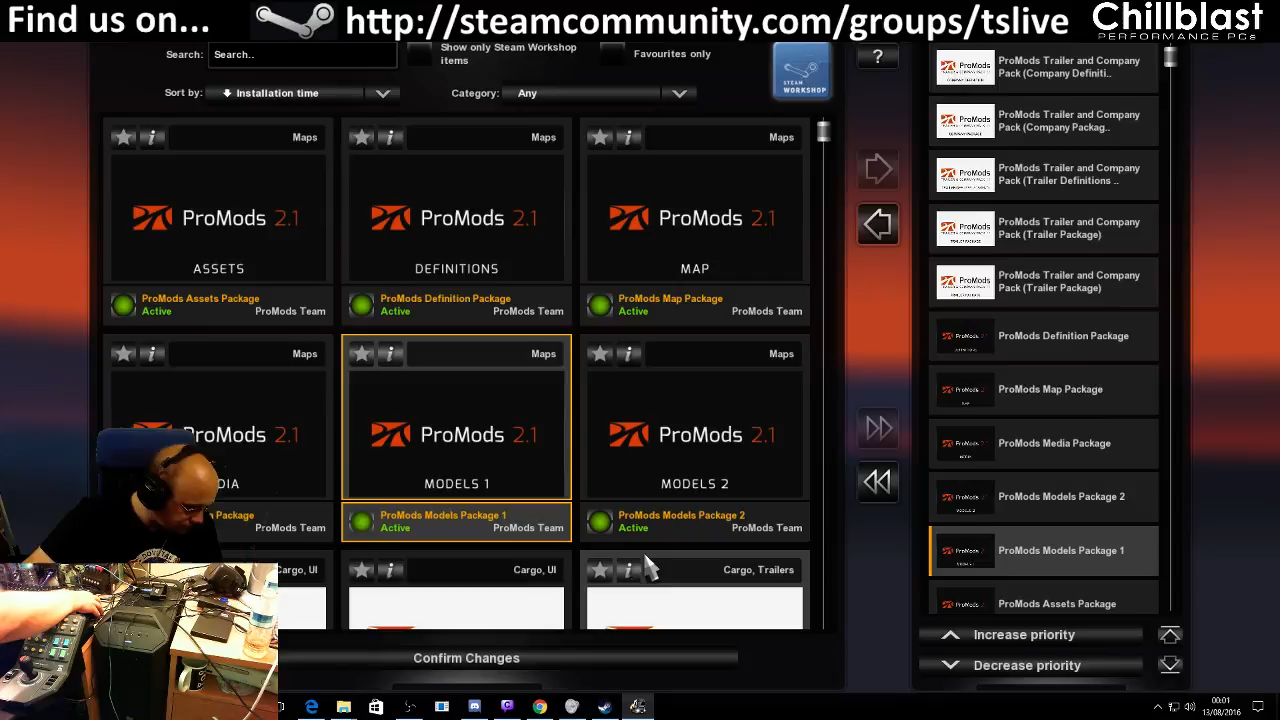 Find us on...
STEAM
http://steamcommunity.com/groups/tslive
Chillblast
PERFORMANCE PCs
Search:
Search..
Show only Steam Workshop
items
Favourites only
STEAM
WORKSHOP
?
Sort by:
Installation time
Category:
Any
Maps
ProMods 2.1
ASSETS
ProMods Assets Package
Active
ProMods Team
Maps
ProMods 2.1
DEFINITIONS
ProMods Definition Package
Active
ProMods Team
Maps
ProMods 2.1
MAP
ProMods Map Package
Active
ProMods Team
Maps
ProMods 2.1
DIA
Package
ProMods Team
Maps
ProMods 2.1
MODELS 1
ProMods Models Package 1
Active
ProMods Team
Maps
ProMods 2.1
MODELS 2
ProMods Models Package 2
Active
ProMods Team
Cargo, UI
Cargo, UI
Cargo, Trailers
Confirm Changes
ProMods Trailer and Company
Pack (Company Definiti..
ProMods Trailer and Company
Pack (Company Packag..
ProMods Trailer and Company
Pack (Trailer Definitions ..
ProMods Trailer and Company
Pack (Trailer Package)
ProMods Trailer and Company
Pack (Trailer Package)
ProMods Definition Package
ProMods Map Package
ProMods Media Package
ProMods Models Package 2
ProMods Models Package 1
ProMods Assets Package
Increase priority
Decrease priority
00:01
13/08/2016